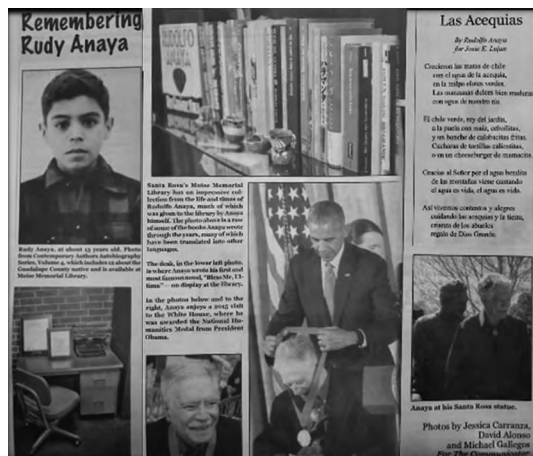 Remembering
Rudy Anaya
Rudy Anaya, at about 13 years old. Photo
from Contemporary Authors Autobiography
Series, Volume 4, which includes 12 about the
Guadalupe County native and is available at
Moise Memorial Library.
RUDOLFO
ANAYA
Santa Rosa's Moise Memorial
Library has an impressive col-
lection from the life and times of
Rudolfo Anaya, much of which
was given to the library by Anaya
himself. The photo above is a row
of some of the books Anaya wrote
through the years, many of which
have been translated into other
languages.
The desk, in the lower left photo,
is where Anaya wrote his first and
most famous novel, "Bless Me, Ul-
tima" — on display at the library.
In the photos below and to the
right, Anaya enjoys a 2015 visit
to the White House, where he
was awarded the National Hu-
manities Medal from President
Obama.
Las Acequias
By Rudolfo Anaya
for Josie E. Lujan
Crecieron las matas de chile
con el agua de la acequia,
en la milpa elotes verdes.
Las manzanas dulces bien maduras
con agua de nuestro río.
El chile verde, rey del jardín,
a la puela con maíz, cebollitas,
y un bonche de calabacitas fritas.
Cucharas de tortillas calientitas,
o en un cheeseburger de mamacita.
Gracias al Señor por el agua bendita
de las montañas viene cantando
el agua es vida, el agua es vida.
Así vivemos contentos y alegres
cuidando las acequias y la tierra,
crianza de los abuelos
regalo de Dios Grande.
Anaya at his Santa Rosa statue.
Photos by Jessica Carranza,
David Alonso
and Michael Gallegos
For The Communicator